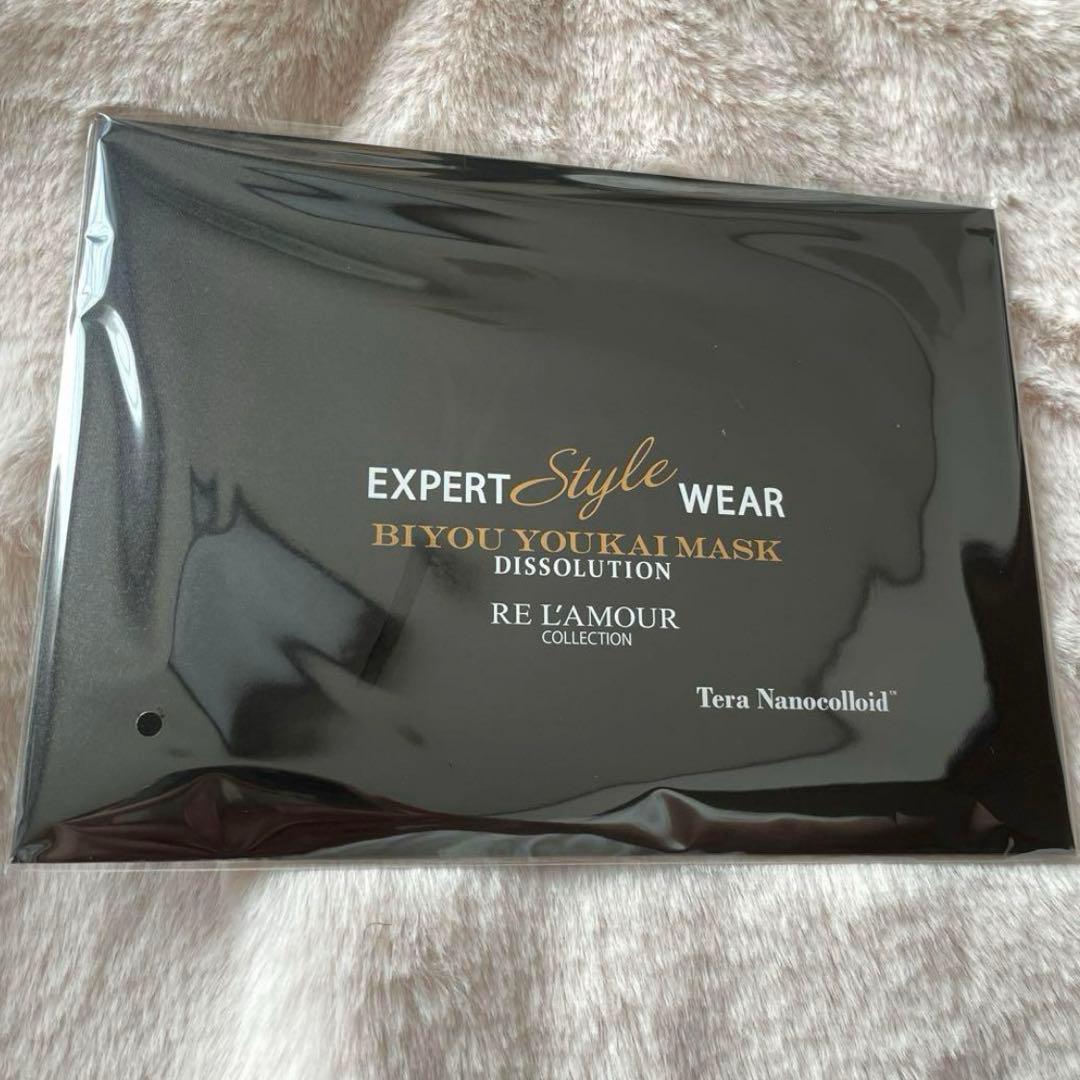 EXPERT Style WEAR
BIYOU YOUKAI MASK
DISSOLUTION
RE L'AMOUR
COLLECTION
Tera Nanocolloid™